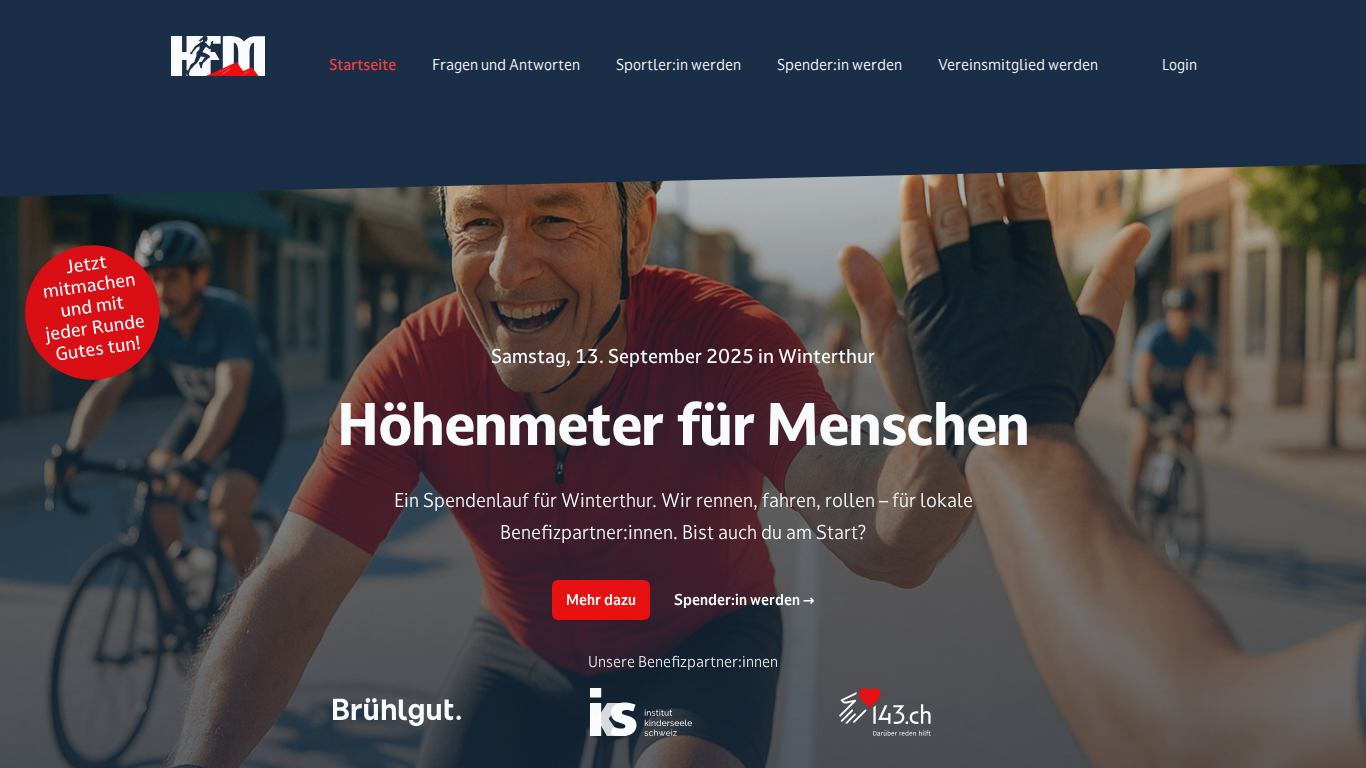 HFM
Startseite
Fragen und Antworten
Sportler:in werden
Spender:in werden
Vereinsmitglied werden
Login
Jetzt
mitmachen
und mit
jeder Runde
Gutes tun!
Samstag, 13. September 2025 in Winterthur
Höhenmeter für Menschen
Ein Spendenlauf für Winterthur. Wir rennen, fahren, rollen – für lokale
Benefizpartner:innen. Bist auch du am Start?
Mehr dazu
Spender:in werden →
Unsere Benefizpartner:innen
Brühlgut.
iks
institut
kinderseele
schweiz
143.ch
Darüber reden hilft